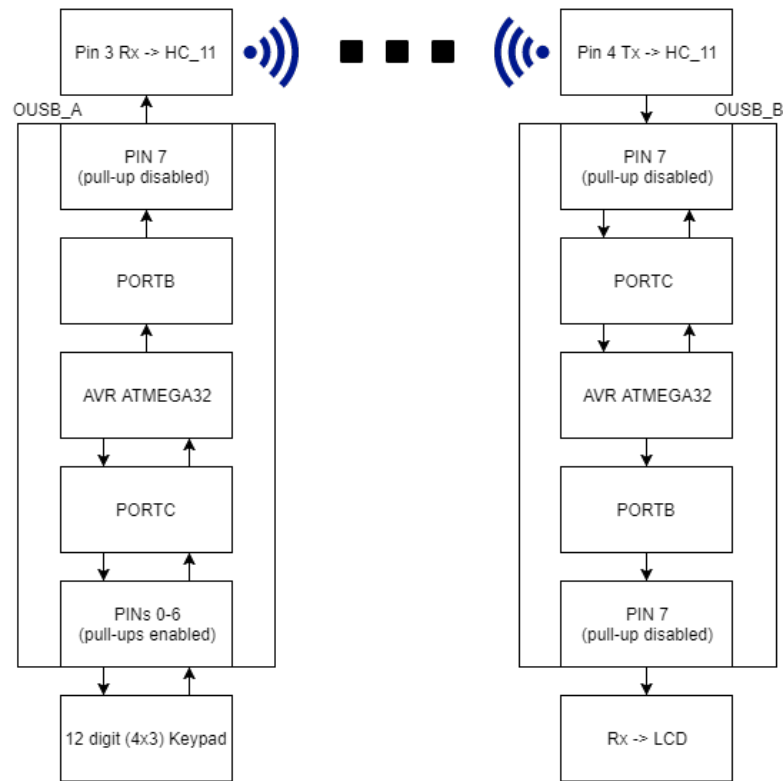 Pin 3 Rx -> HC_11
OUSB_A
PIN 7
(pull-up disabled)
PORTB
AVR ATMEGA32
PORTC
PINs 0-6
(pull-ups enabled)
12 digit (4x3) Keypad
Pin 4 Tx -> HC_11
OUSB_B
PIN 7
(pull-up disabled)
PORTC
AVR ATMEGA32
PORTB
PIN 7
(pull-up disabled)
Rx -> LCD